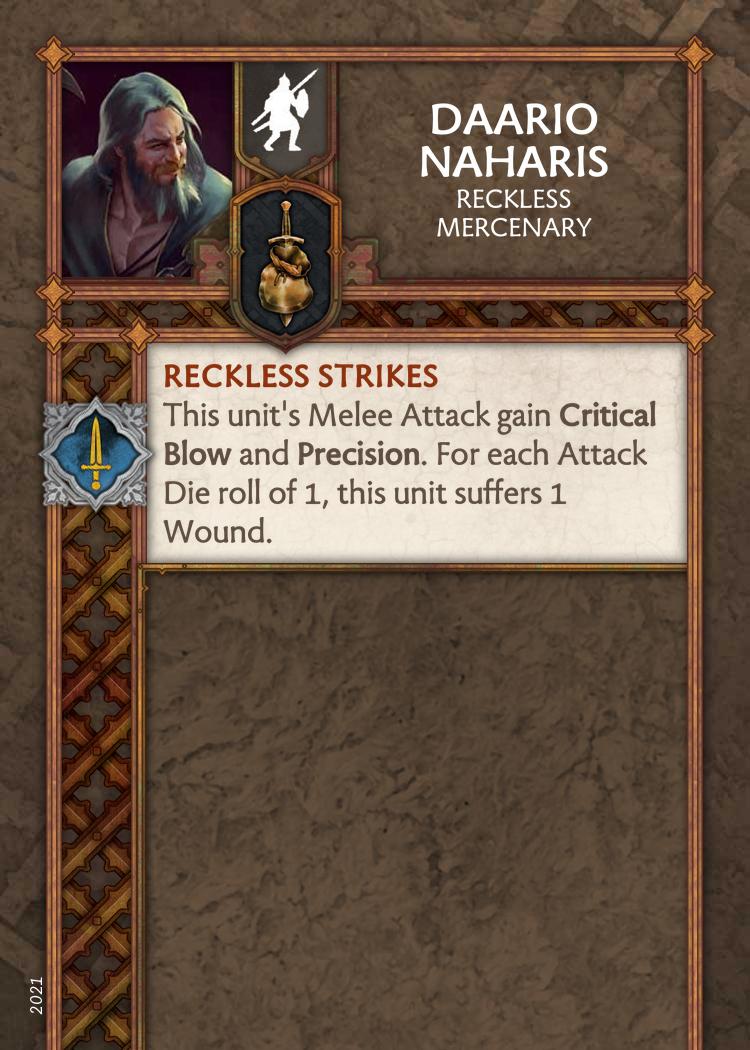 DAARIO
NAHARIS
RECKLESS
MERCENARY
RECKLESS STRIKES
This unit's Melee Attack gain Critical
Blow and Precision. For each Attack
Die roll of 1, this unit suffers 1
Wound.
2021